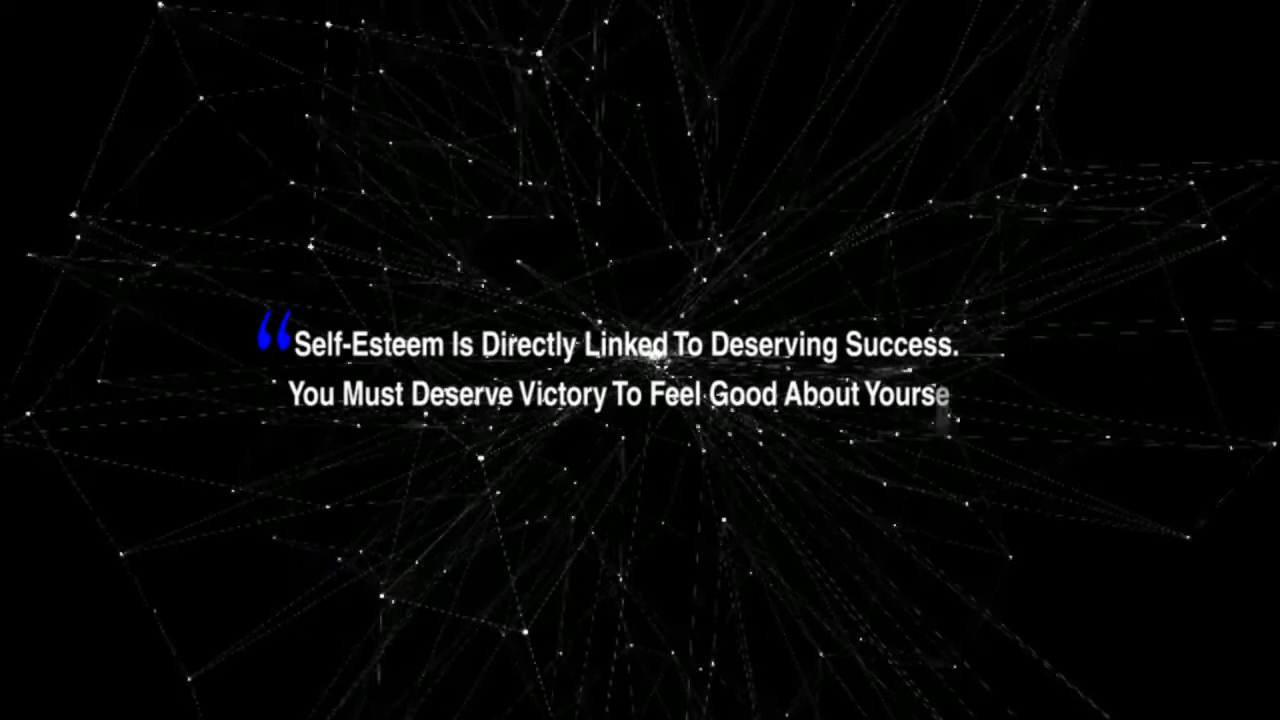 “Self-Esteem Is Directly Linked To Deserving Success.
You Must Deserve Victory To Feel Good About Yourse